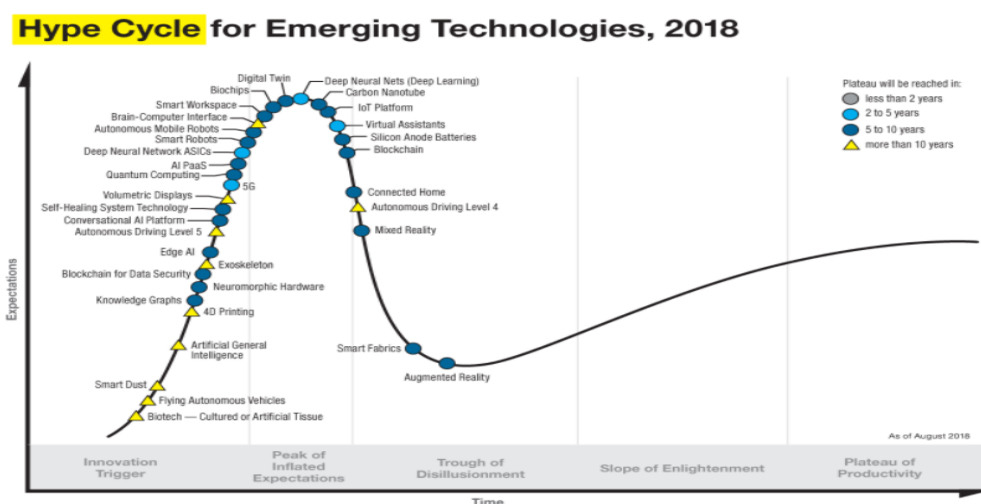 Hype Cycle for Emerging Technologies, 2018
Plateau will be reached in:
less than 2 years
2 to 5 years
5 to 10 years
more than 10 years
Expectations
Digital Twin
Biochips
Smart Workspace
Brain-Computer Interface
Autonomous Mobile Robots
Smart Robots
Deep Neural Network ASICs
AI PaaS
Quantum Computing
5G
Volumetric Displays
Self-Healing System Technology
Conversational AI Platform
Autonomous Driving Level 5
Edge AI
Exoskeleton
Blockchain for Data Security
Neuromorphic Hardware
Knowledge Graphs
4D Printing
Artificial General
Intelligence
Smart Dust
Flying Autonomous Vehicles
Biotech — Cultured or Artificial Tissue
Deep Neural Nets (Deep Learning)
Carbon Nanotube
IoT Platform
Virtual Assistants
Silicon Anode Batteries
Blockchain
Connected Home
Autonomous Driving Level 4
Mixed Reality
Smart Fabrics
Augmented Reality
As of August 2018
Innovation
Trigger
Peak of
Inflated
Expectations
Trough of
Disillusionment
Slope of Enlightenment
Plateau of
Productivity
Time